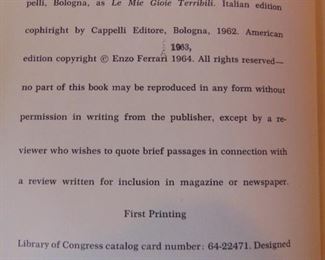 pelli, Bologna, as Le Mie Gioie Terribili. Italian edition
cophiright by Cappelli Editore, Bologna, 1962. American
1963,
edition copyright © Enzo Ferrari 1964. All rights reserved—
no part of this book may be reproduced in any form without
permission in writing from the publisher, except by a re-
viewer who wishes to quote brief passages in connection with
a review written for inclusion in magazine or newspaper.
First Printing
Library of Congress catalog card number: 64-22471. Designed